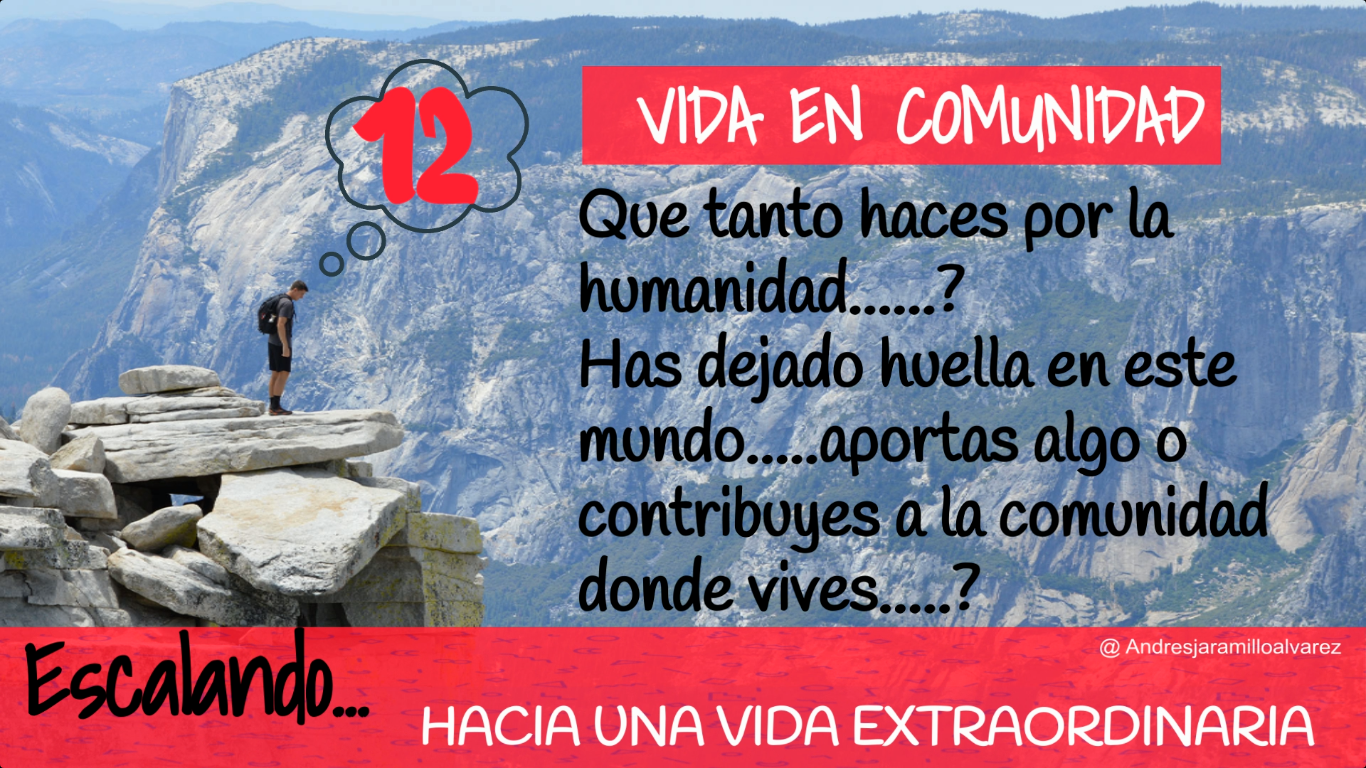 12
VIDA EN COMUNIDAD
Que tanto haces por la
humanidad......?
Has dejado huella en este
mundo.....aportas algo o
contribuyes a la comunidad
donde vives.....?
@ Andresjaramilloalvarez
Escalando...
HACIA UNA VIDA EXTRAORDINARIA